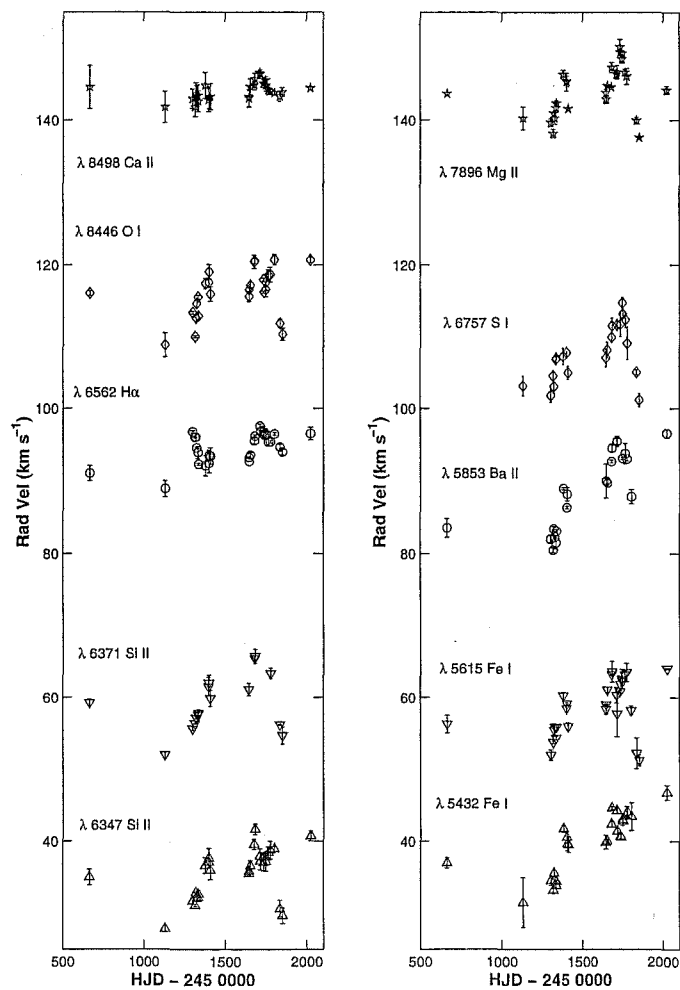 140
120
100
80
60
40
Rad Vel (km s⁻¹)
λ 8498 Ca II
λ 8446 O I
λ 6562 Hα
λ 6371 Si II
λ 6347 Si II
500 1000 1500 2000
HJD – 245 0000
140
120
100
80
60
40
Rad Vel (km s⁻¹)
λ 7896 Mg II
λ 6757 S I
λ 5853 Ba II
λ 5615 Fe I
λ 5432 Fe I
500 1000 1500 2000
HJD – 245 0000